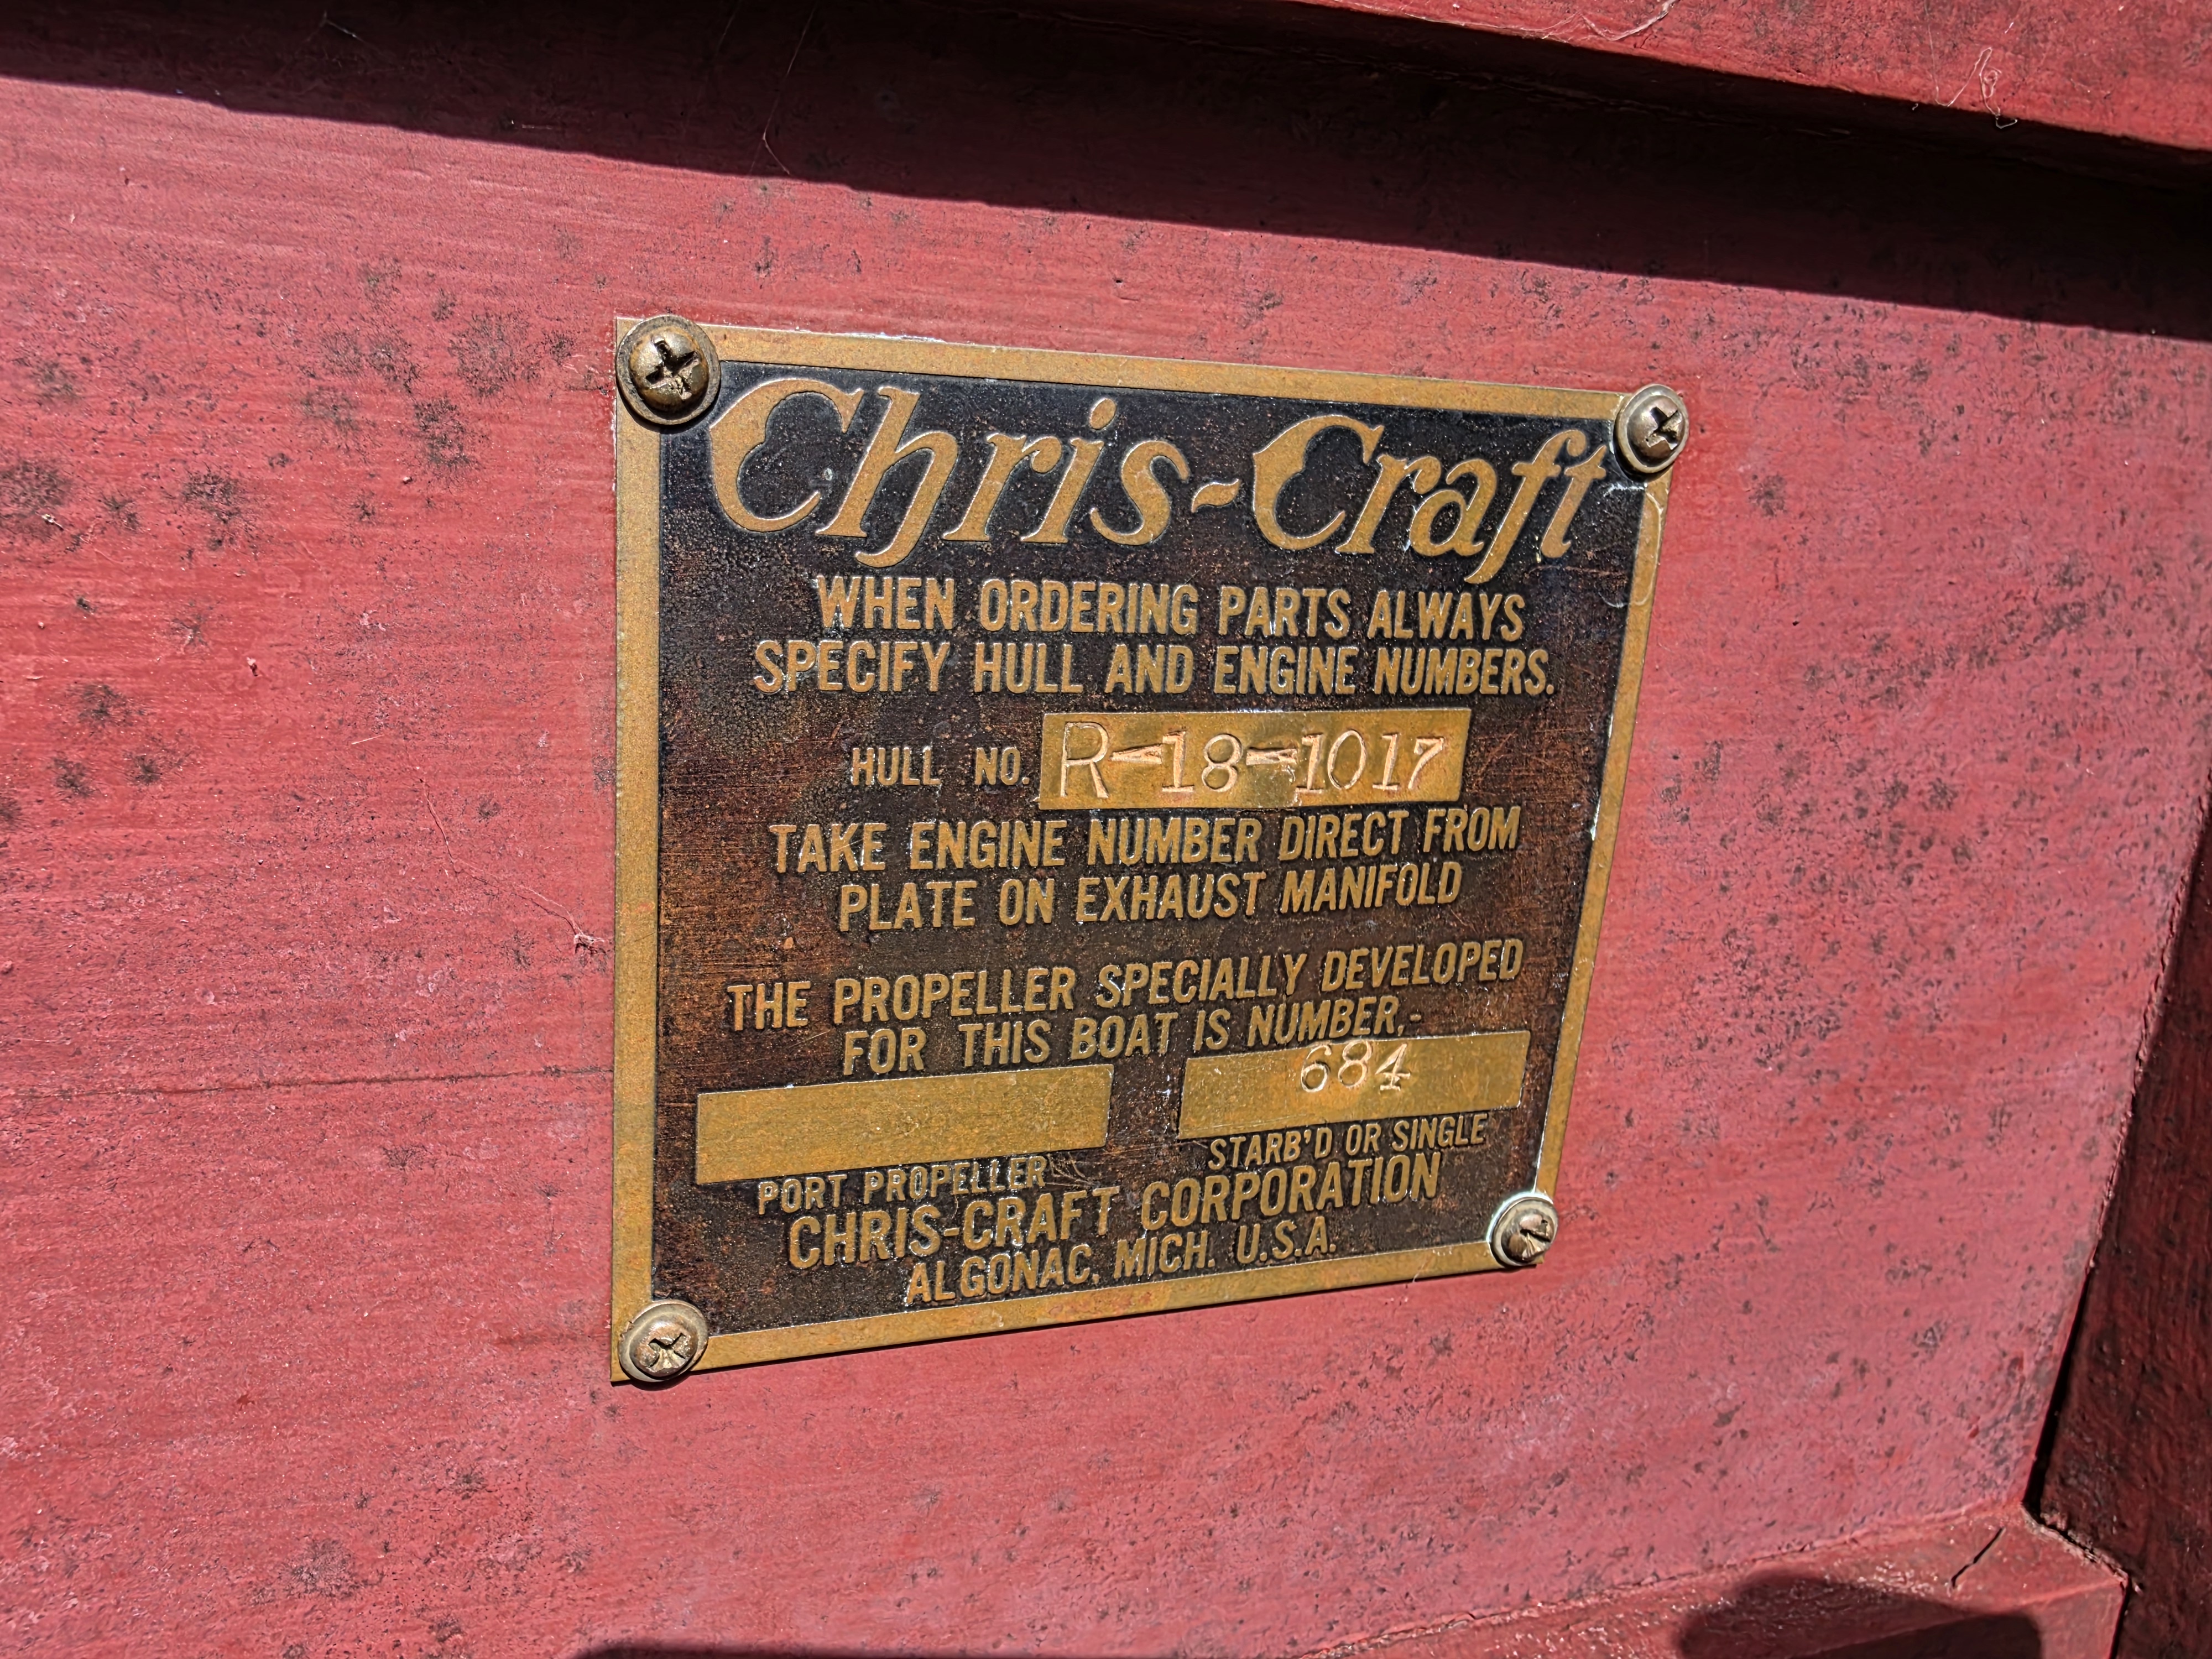 Chris-Craft
WHEN ORDERING PARTS ALWAYS
SPECIFY HULL AND ENGINE NUMBERS.
HULL NO. R-18-1017
TAKE ENGINE NUMBER DIRECT FROM
PLATE ON EXHAUST MANIFOLD
THE PROPELLER SPECIALLY DEVELOPED
FOR THIS BOAT IS NUMBER,-
684
PORT PROPELLER STARB'D OR SINGLE
CHRIS-CRAFT CORPORATION
ALGONAC, MICH. U.S.A.